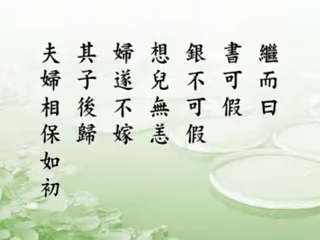 繼而曰
書可假
銀不可假
想兒無恙
婦遂不嫁
其子後歸
夫婦相保如初